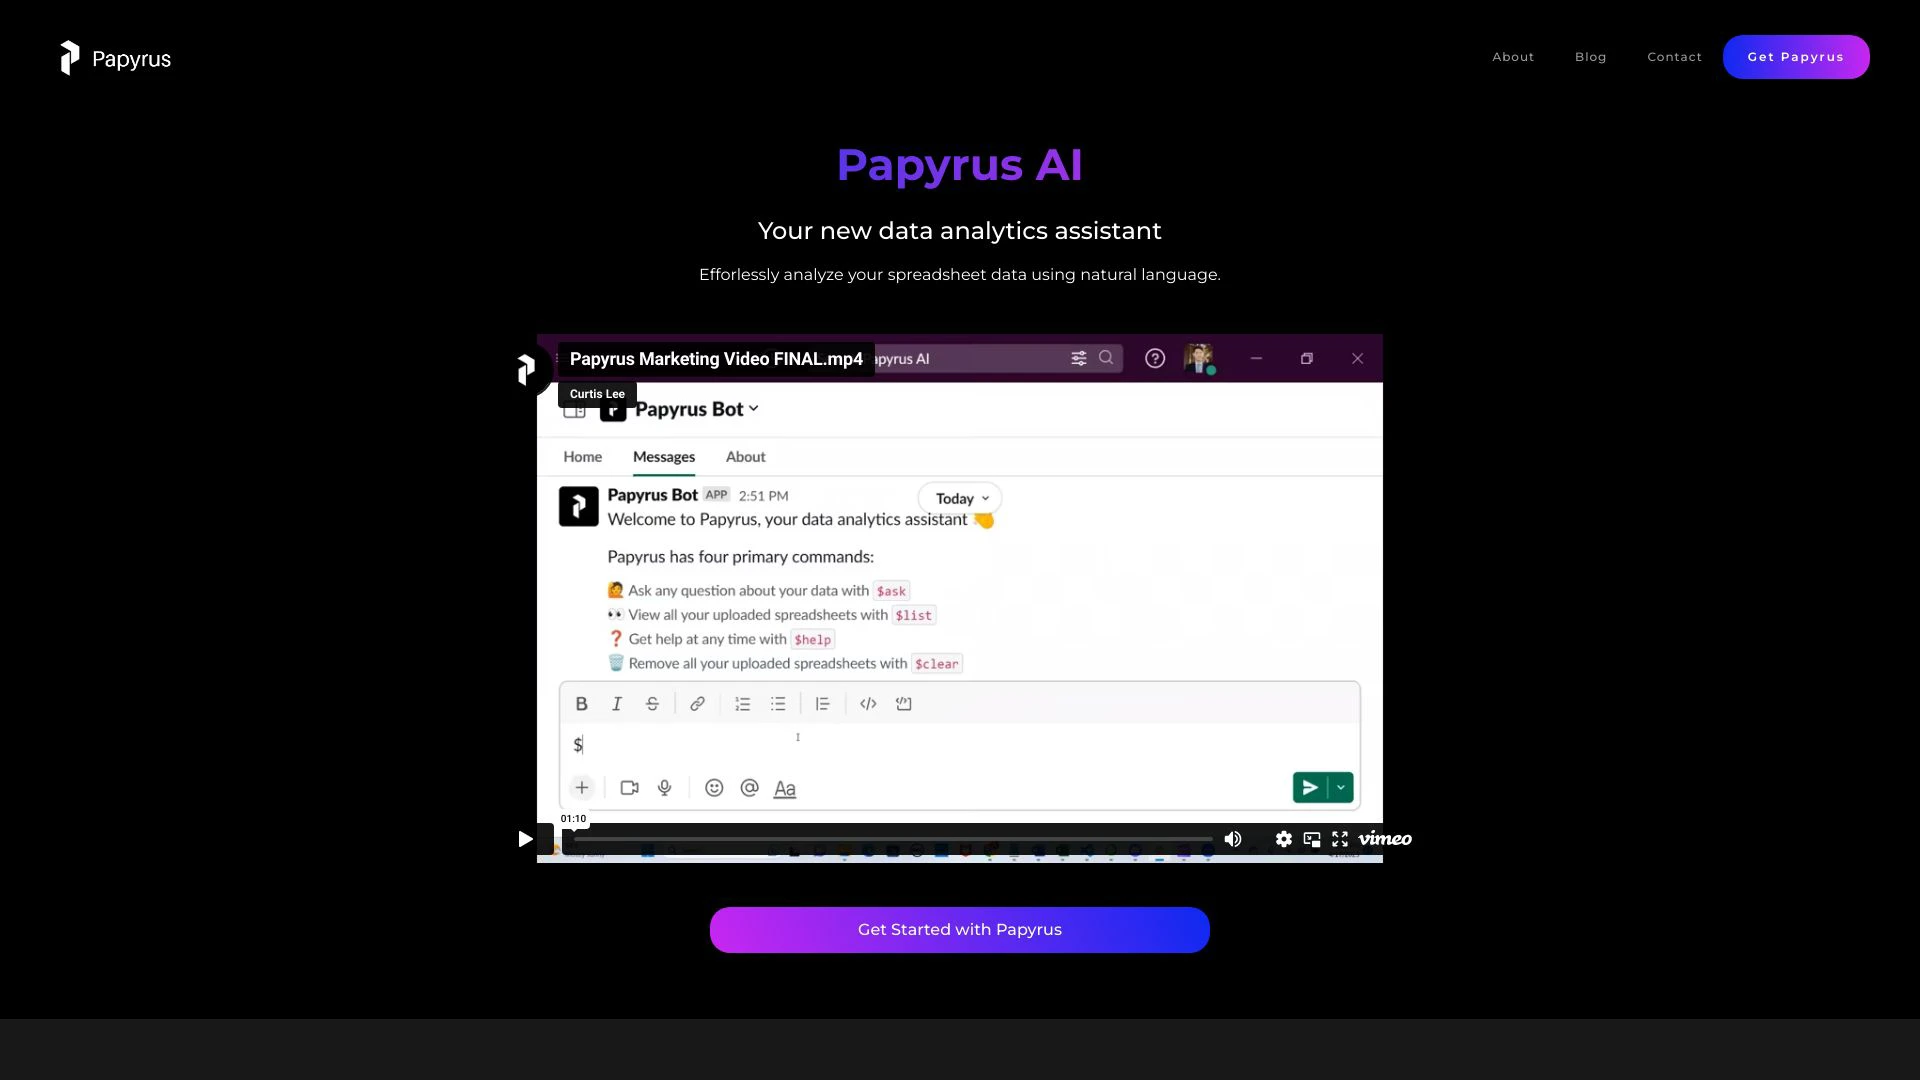 Papyrus
About
Blog
Contact
Get Papyrus
Papyrus AI
Your new data analytics assistant
Efforlessly analyze your spreadsheet data using natural language.
Papyrus Marketing Video FINAL.mp4
apyrus AI
Curtis Lee
Papyrus Bot
Home
Messages
About
Papyrus Bot APP 2:51 PM
Today
Welcome to Papyrus, your data analytics assistant
Papyrus has four primary commands:
Ask any question about your data with $ask
View all your uploaded spreadsheets with $list
Get help at any time with $help
Remove all your uploaded spreadsheets with $clear
$
Aa
01:10
vimeo
Get Started with Papyrus